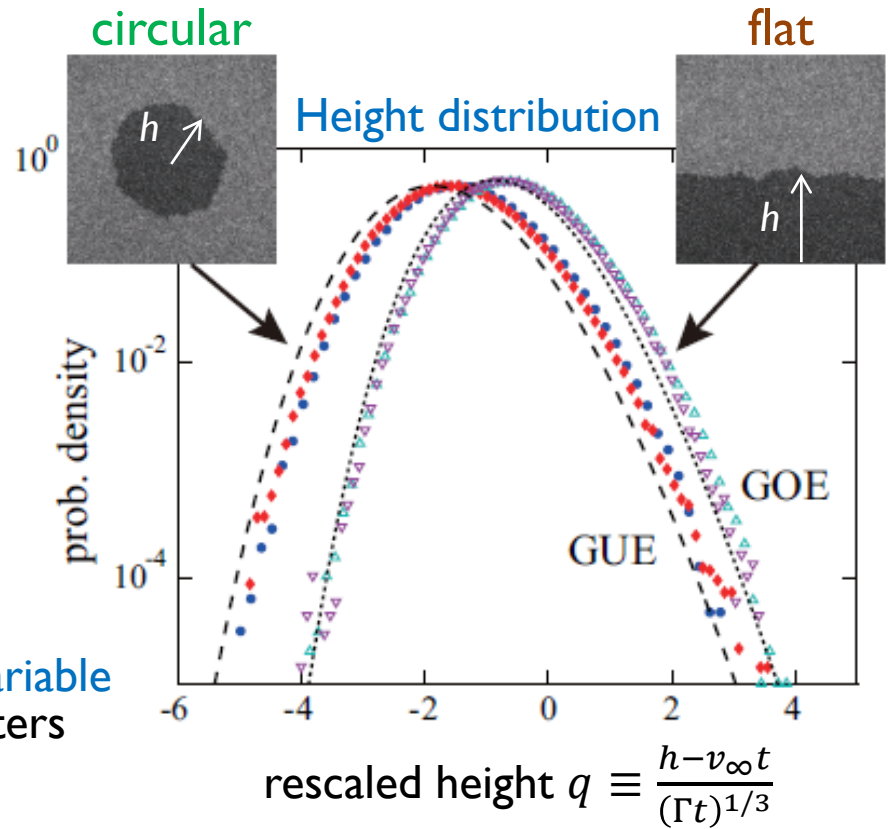 circular
flat
h
Height distribution
h
10^0
10^-2
10^-4
prob. density
GOE
GUE
ariable
ters
-6 -4 -2 0 2 4
rescaled height q ≡ (h−v∞t)/(Γt)^1/3